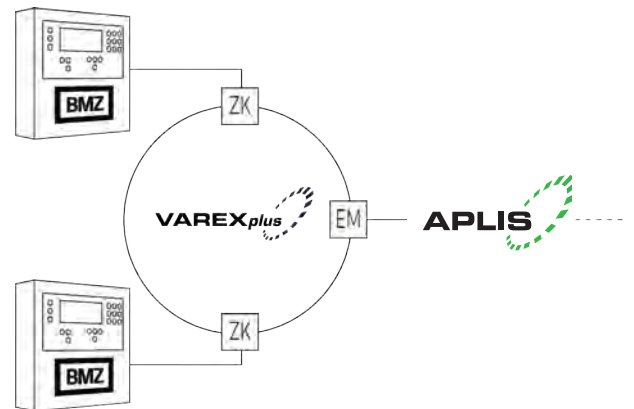 BMZ
ZK
VAREXplus
EM
APLIS
ZK
BMZ